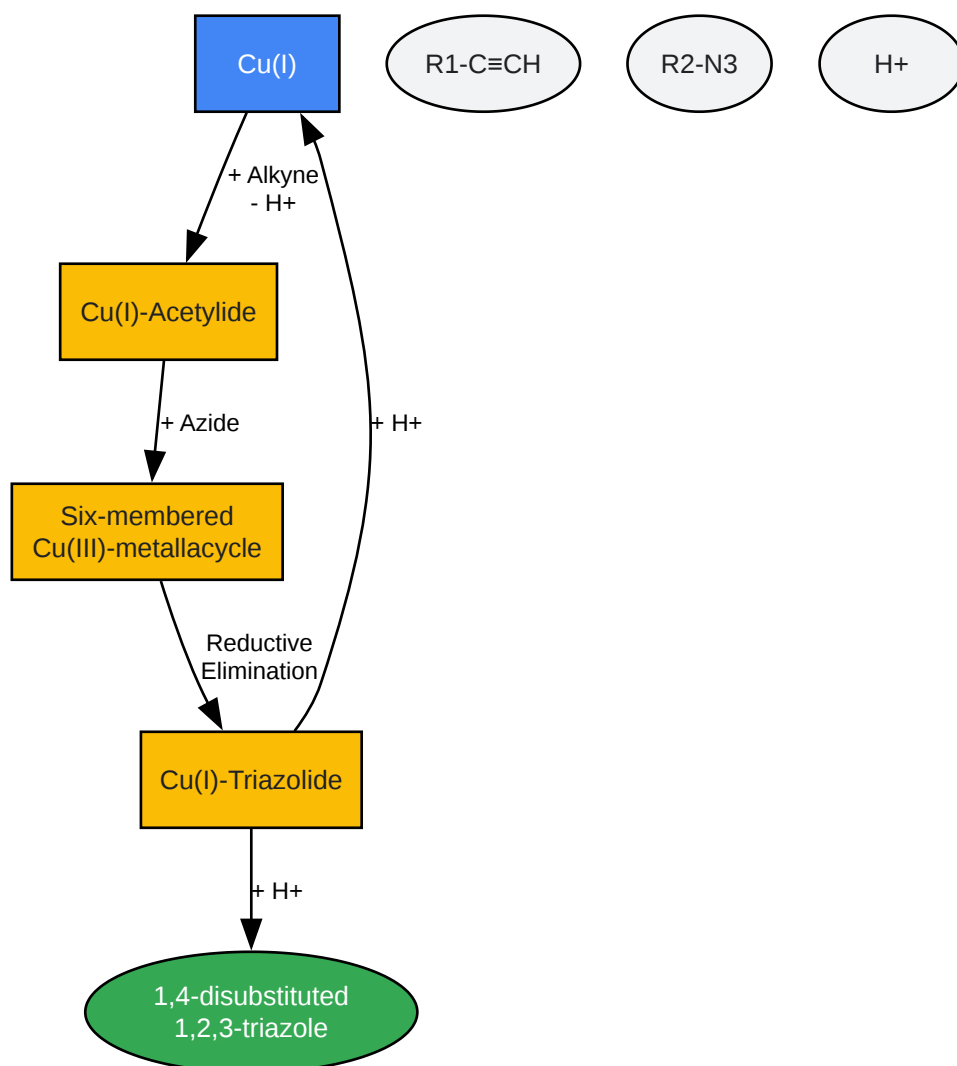 Cu(I)
R1-C≡CH
R2-N3
H+
+ Alkyne
- H+
Cu(I)-Acetylide
+ Azide
+ H+
Six-membered
Cu(III)-metallacycle
Reductive
Elimination
Cu(I)-Triazolide
+ H+
1,4-disubstituted
1,2,3-triazole